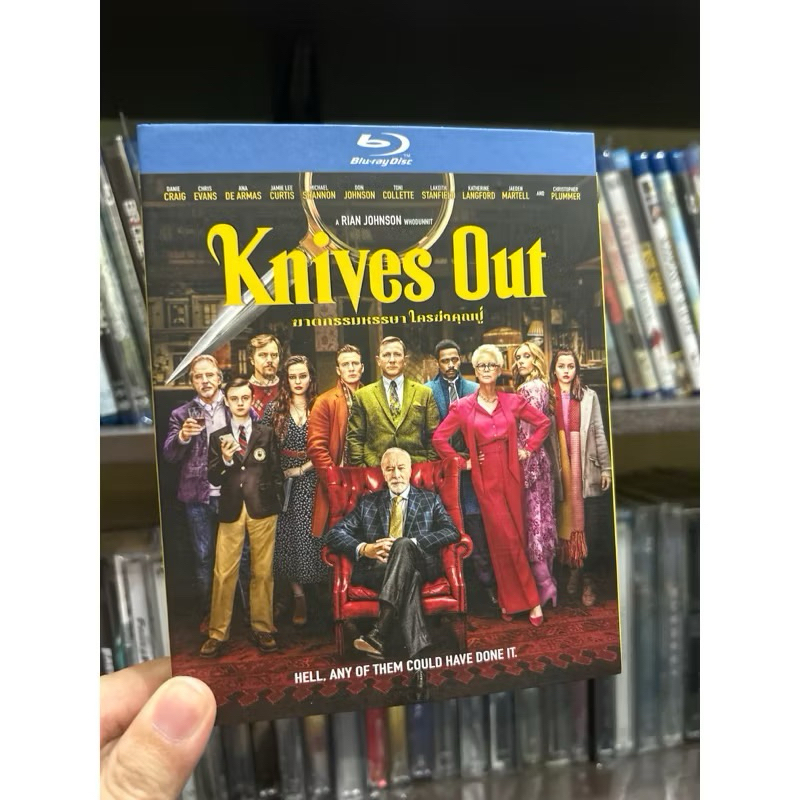 Blu-ray Disc™
DANIE CRAIG CHRIS EVANS ANA DE ARMAS JAMIE LEE CURTIS MICHAEL SHANNON DON JOHNSON TONI COLLETTE LAKEITH STANFIELD KATHERINE LANGFORD JAEDEN MARTELL AND CHRISTOPHER PLUMMER
A RIAN JOHNSON WHODUNNIT
Knives Out
ฆาตกรรมหรรษา ใครฆ่าคุณปู่
HELL, ANY OF THEM COULD HAVE DONE IT.